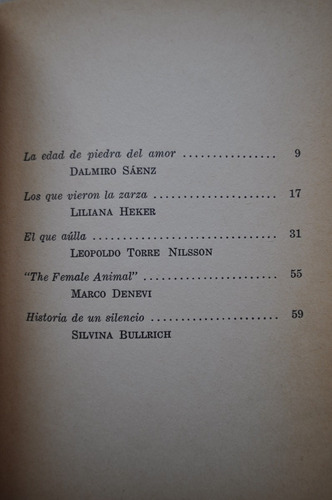 La edad de piedra del amor ................ 9
DALMIRO SÁENZ
Los que vieron la zarza .................... 17
LILIANA HEKER
El que aúlla ............................... 31
LEOPOLDO TORRE NILSSON
"The Female Animal" ....................... 55
MARCO DENEVI
Historia de un silencio ..................... 59
SILVINA BULLRICH